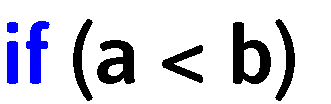 if (a < b)